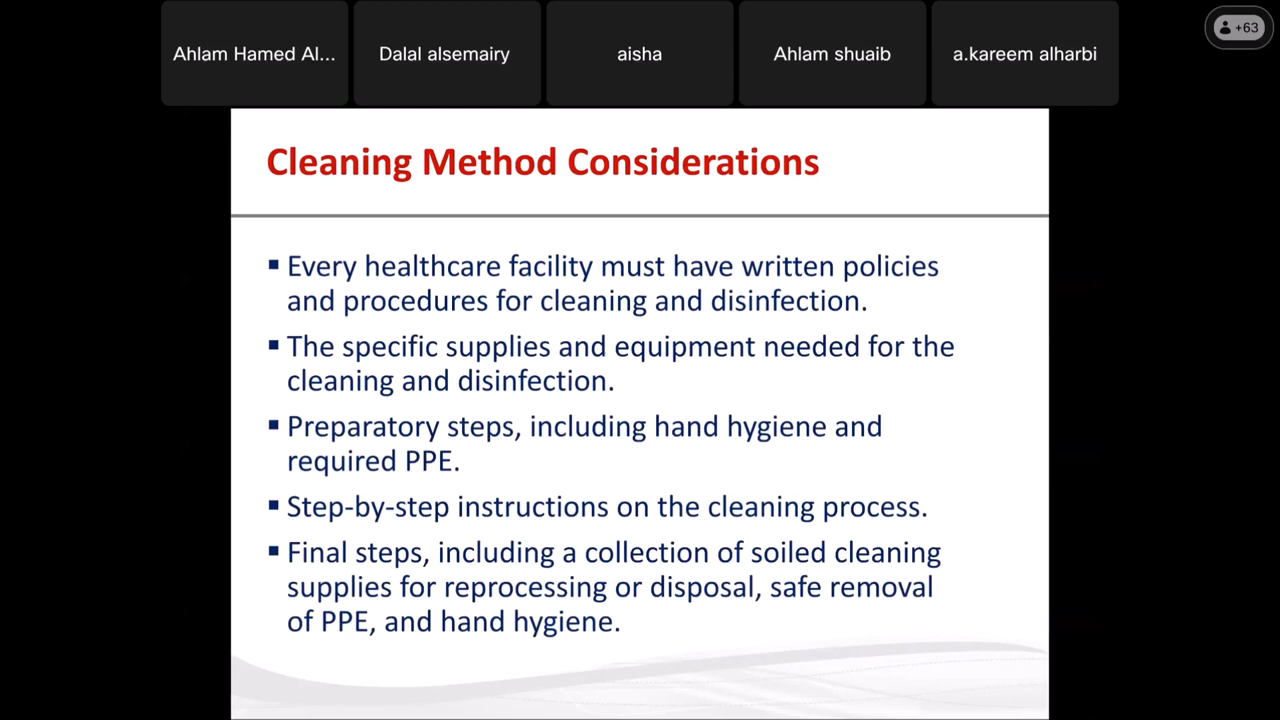 Ahlam Hamed Al...
Dalal alsemairy
aisha
Ahlam shuaib
a.kareem alharbi
+63
Cleaning Method Considerations
▪ Every healthcare facility must have written policies
and procedures for cleaning and disinfection.
▪ The specific supplies and equipment needed for the
cleaning and disinfection.
▪ Preparatory steps, including hand hygiene and
required PPE.
▪ Step-by-step instructions on the cleaning process.
▪ Final steps, including a collection of soiled cleaning
supplies for reprocessing or disposal, safe removal
of PPE, and hand hygiene.